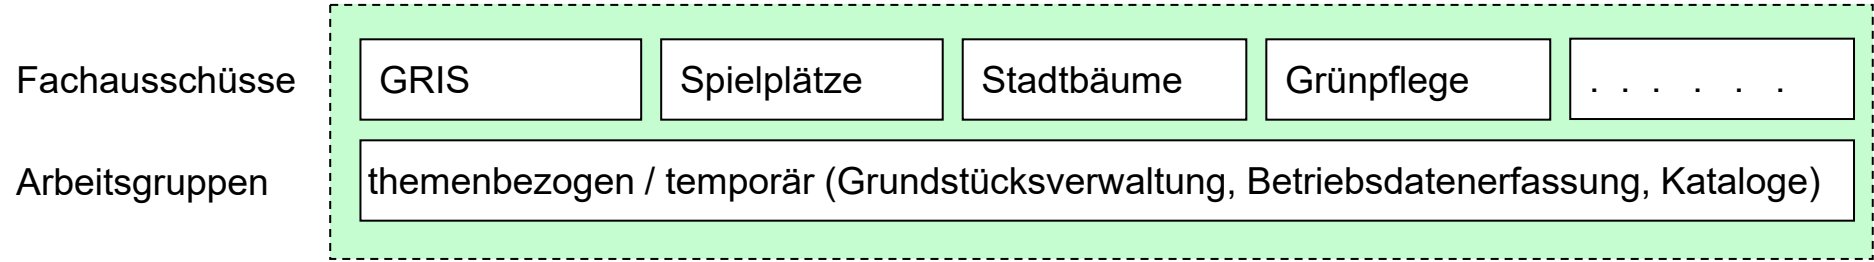 Fachausschüsse GRIS Spielplätze Stadtbäume Grünpflege . . . . . .
Arbeitsgruppen themenbezogen / temporär (Grundstücksverwaltung, Betriebsdatenerfassung, Kataloge)